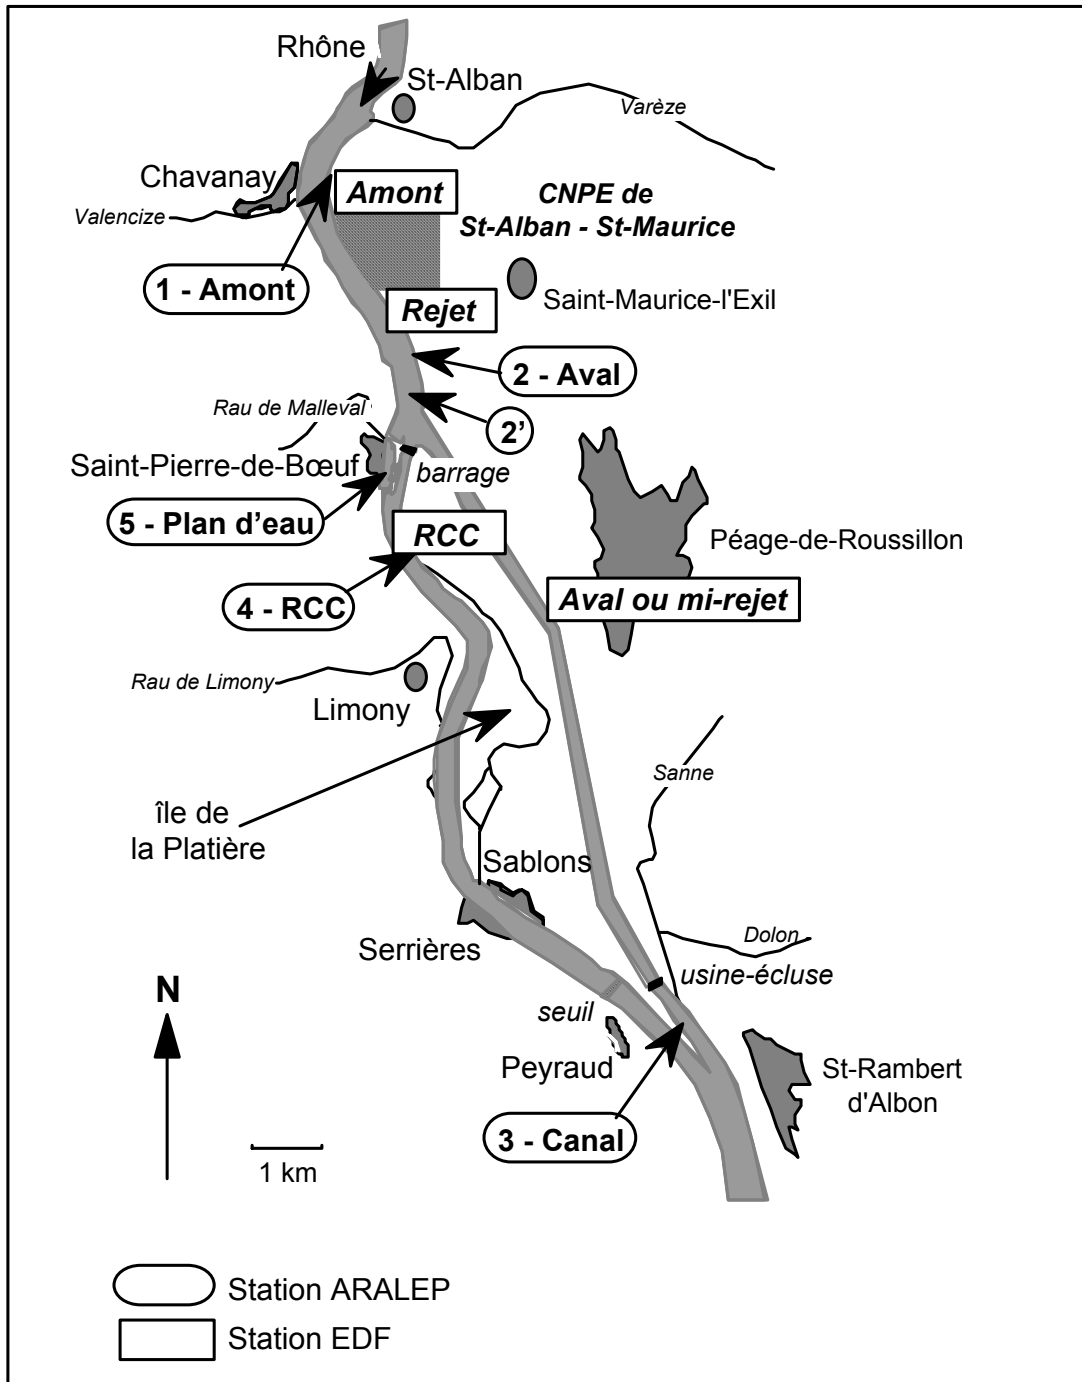 Rhône
St-Alban
Varèze
Chavanay
Amont
CNPE de
St-Alban - St-Maurice
Valencize
1 - Amont
Saint-Maurice-l'Exil
Rejet
2 - Aval
Rau de Malleval
2’
Saint-Pierre-de-Bœuf
barrage
5 - Plan d’eau
RCC
Péage-de-Roussillon
4 - RCC
Aval ou mi-rejet
Rau de Limony
Limony
Sanne
île de
la Platière
Sablons
Serrières
Dolon
usine-écluse
N
seuil
Peyraud
St-Rambert
d'Albon
3 - Canal
1 km
Station ARALEP
Station EDF